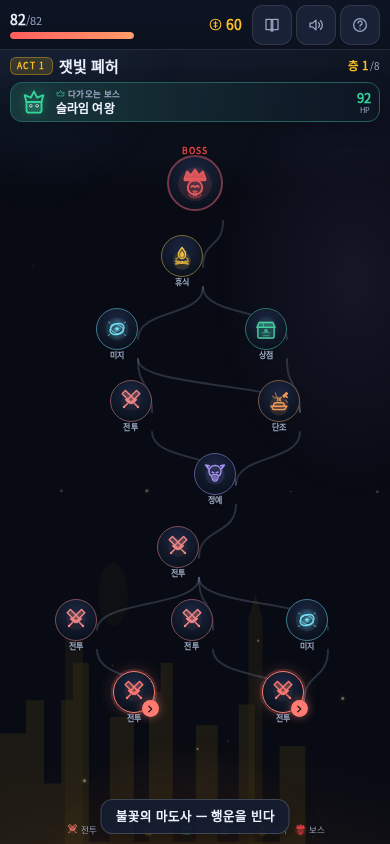 82/82
60
ACT 1 잿빛 폐허
층 1/8
다가오는 보스
슬라임 여왕
92
HP
BOSS
휴식
미지
상점
전투
단조
정예
전투
전투
전투
미지
전투
전투
전투
보스
불꽃의 마도사 — 행운을 빈다